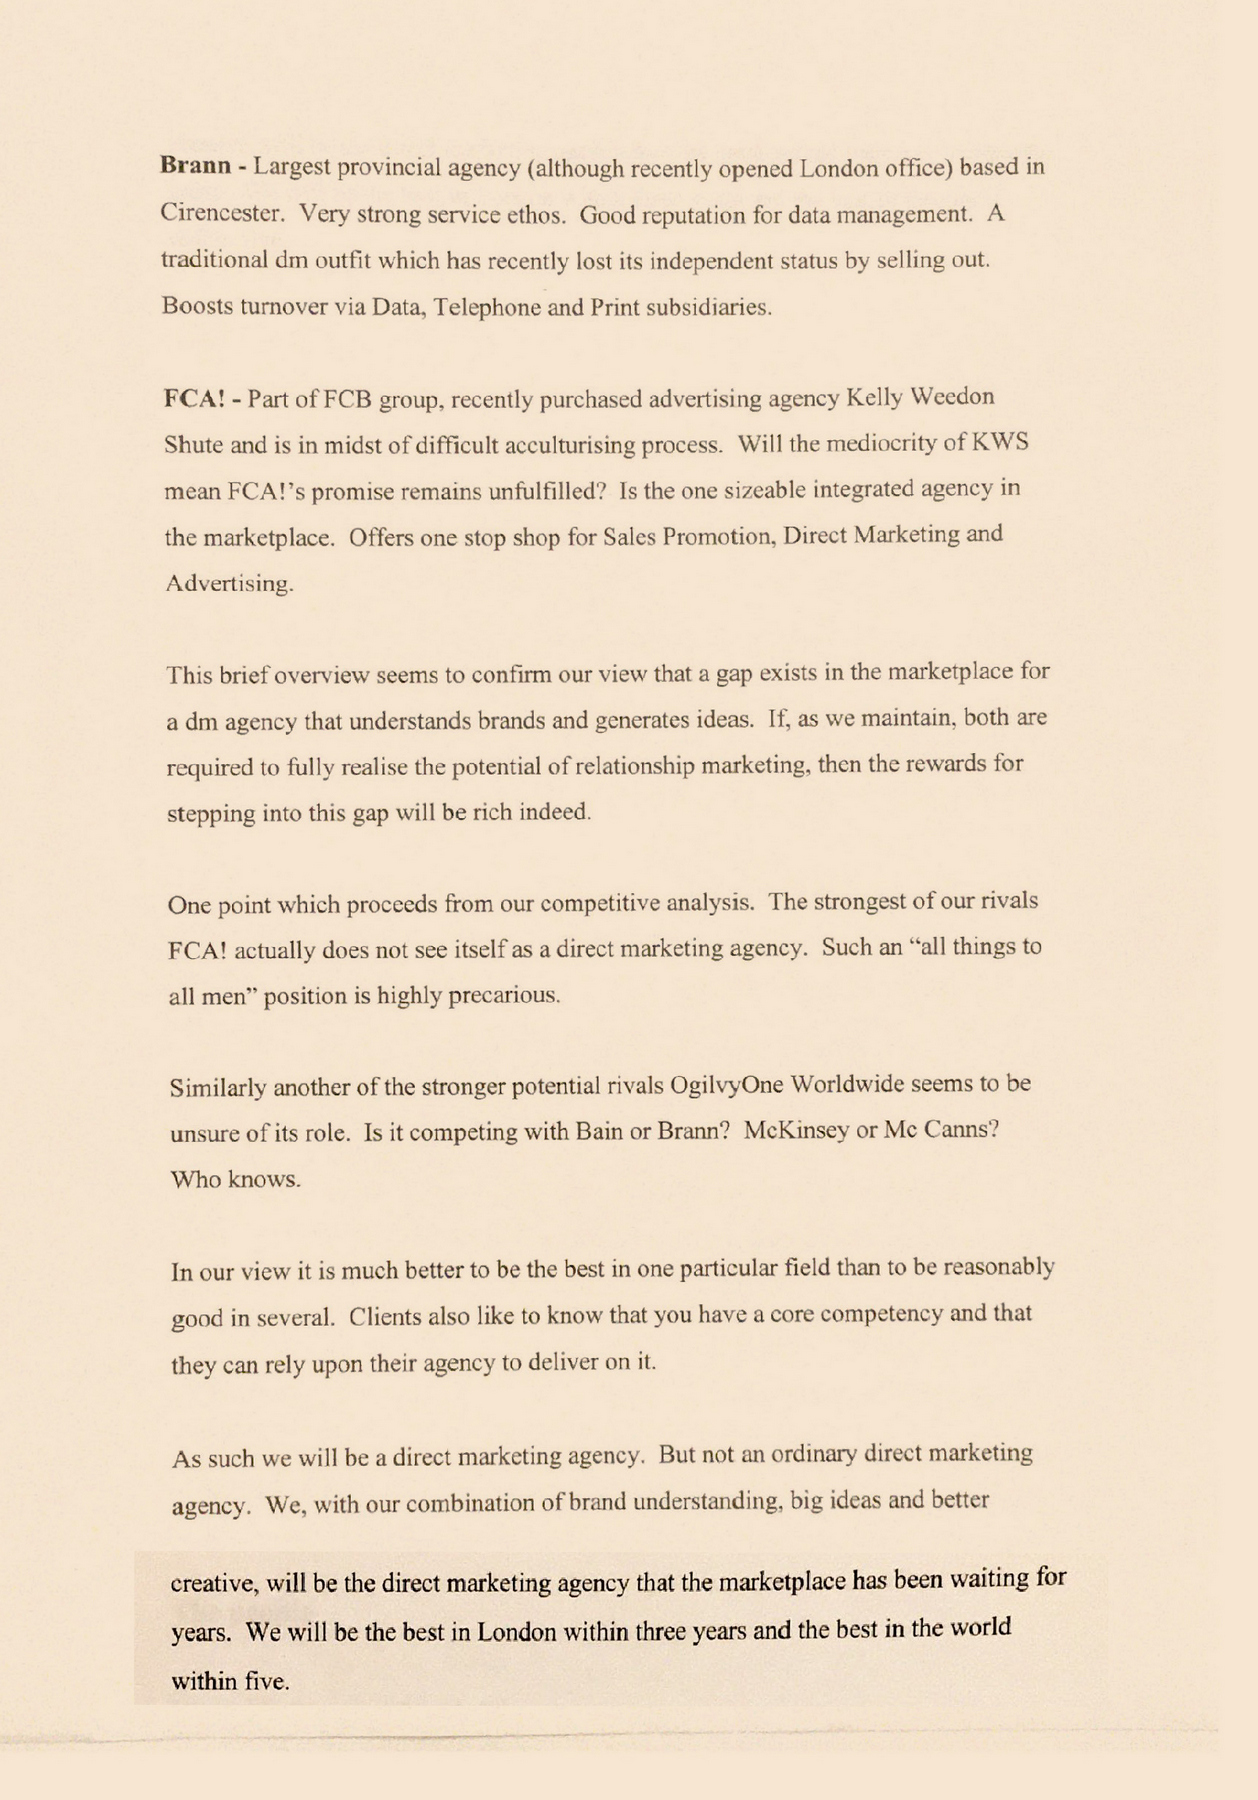 Brann - Largest provincial agency (although recently opened London office) based in
Cirencester.  Very strong service ethos.  Good reputation for data management.  A
traditional dm outfit which has recently lost its independent status by selling out.
Boosts turnover via Data, Telephone and Print subsidiaries.
FCA! - Part of FCB group, recently purchased advertising agency Kelly Weedon
Shute and is in midst of difficult acculturising process.  Will the mediocrity of KWS
mean FCA!’s promise remains unfulfilled?  Is the one sizeable integrated agency in
the marketplace.  Offers one stop shop for Sales Promotion, Direct Marketing and
Advertising.
This brief overview seems to confirm our view that a gap exists in the marketplace for
a dm agency that understands brands and generates ideas.  If, as we maintain, both are
required to fully realise the potential of relationship marketing, then the rewards for
stepping into this gap will be rich indeed.
One point which proceeds from our competitive analysis.  The strongest of our rivals
FCA! actually does not see itself as a direct marketing agency.  Such an “all things to
all men” position is highly precarious.
Similarly another of the stronger potential rivals OgilvyOne Worldwide seems to be
unsure of its role.  Is it competing with Bain or Brann?  McKinsey or Mc Canns?
Who knows.
In our view it is much better to be the best in one particular field than to be reasonably
good in several.  Clients also like to know that you have a core competency and that
they can rely upon their agency to deliver on it.
As such we will be a direct marketing agency.  But not an ordinary direct marketing
agency.  We, with our combination of brand understanding, big ideas and better
creative, will be the direct marketing agency that the marketplace has been waiting for
years.  We will be the best in London within three years and the best in the world
within five.